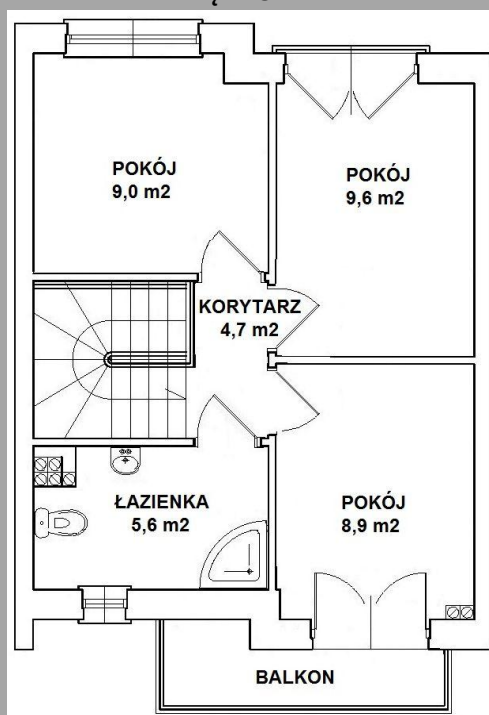 POKÓJ
9,0 m2
POKÓJ
9,6 m2
KORYTARZ
4,7 m2
ŁAZIENKA
5,6 m2
POKÓJ
8,9 m2
BALKON